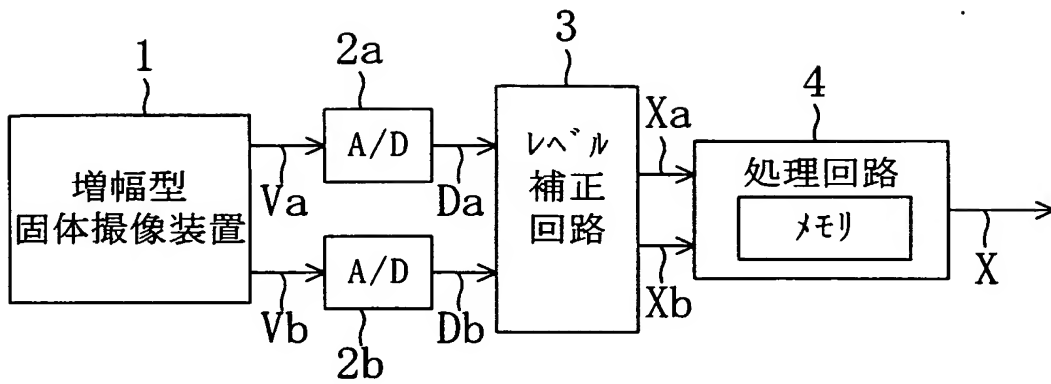 1
2a
3
4
増幅型
固体撮像装置
Va
A/D
Da
Vb
A/D
2b
Db
レベル
補正
回路
Xa
Xb
処理回路
メモリ
X